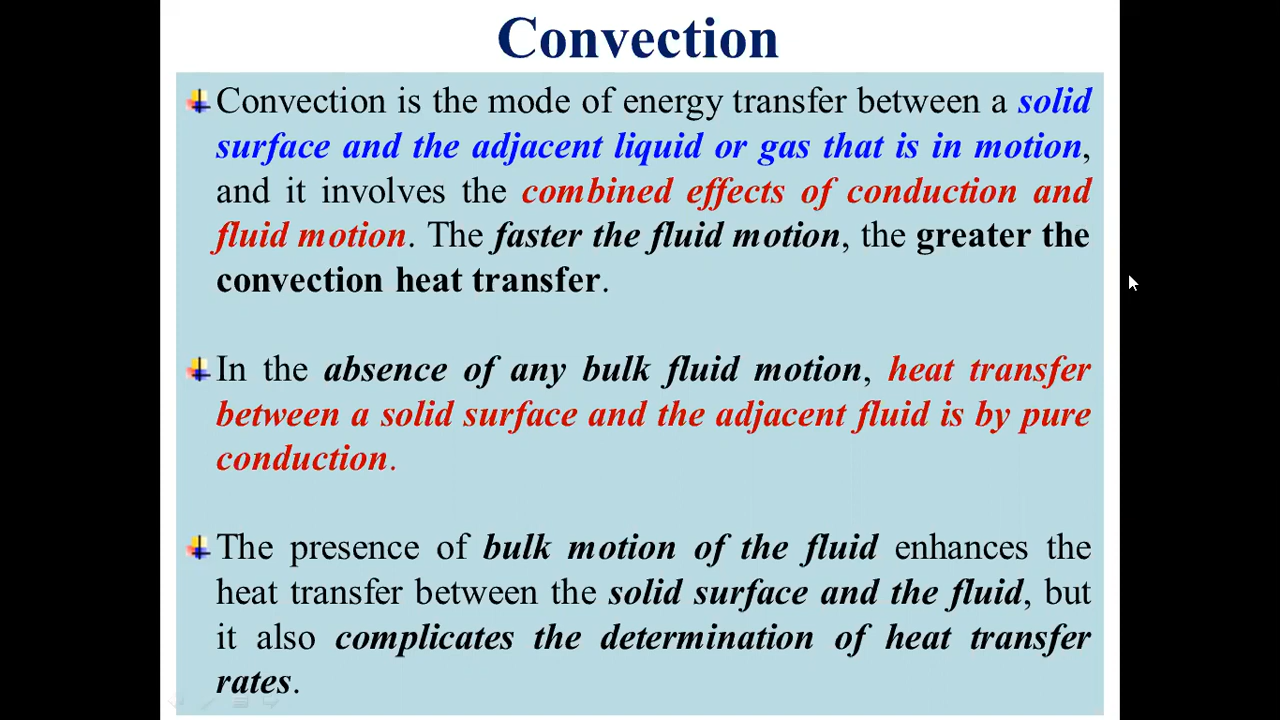 Convection
Convection is the mode of energy transfer between a solid
surface and the adjacent liquid or gas that is in motion,
and it involves the combined effects of conduction and
fluid motion. The faster the fluid motion, the greater the
convection heat transfer.
In the absence of any bulk fluid motion, heat transfer
between a solid surface and the adjacent fluid is by pure
conduction.
The presence of bulk motion of the fluid enhances the
heat transfer between the solid surface and the fluid, but
it also complicates the determination of heat transfer
rates.